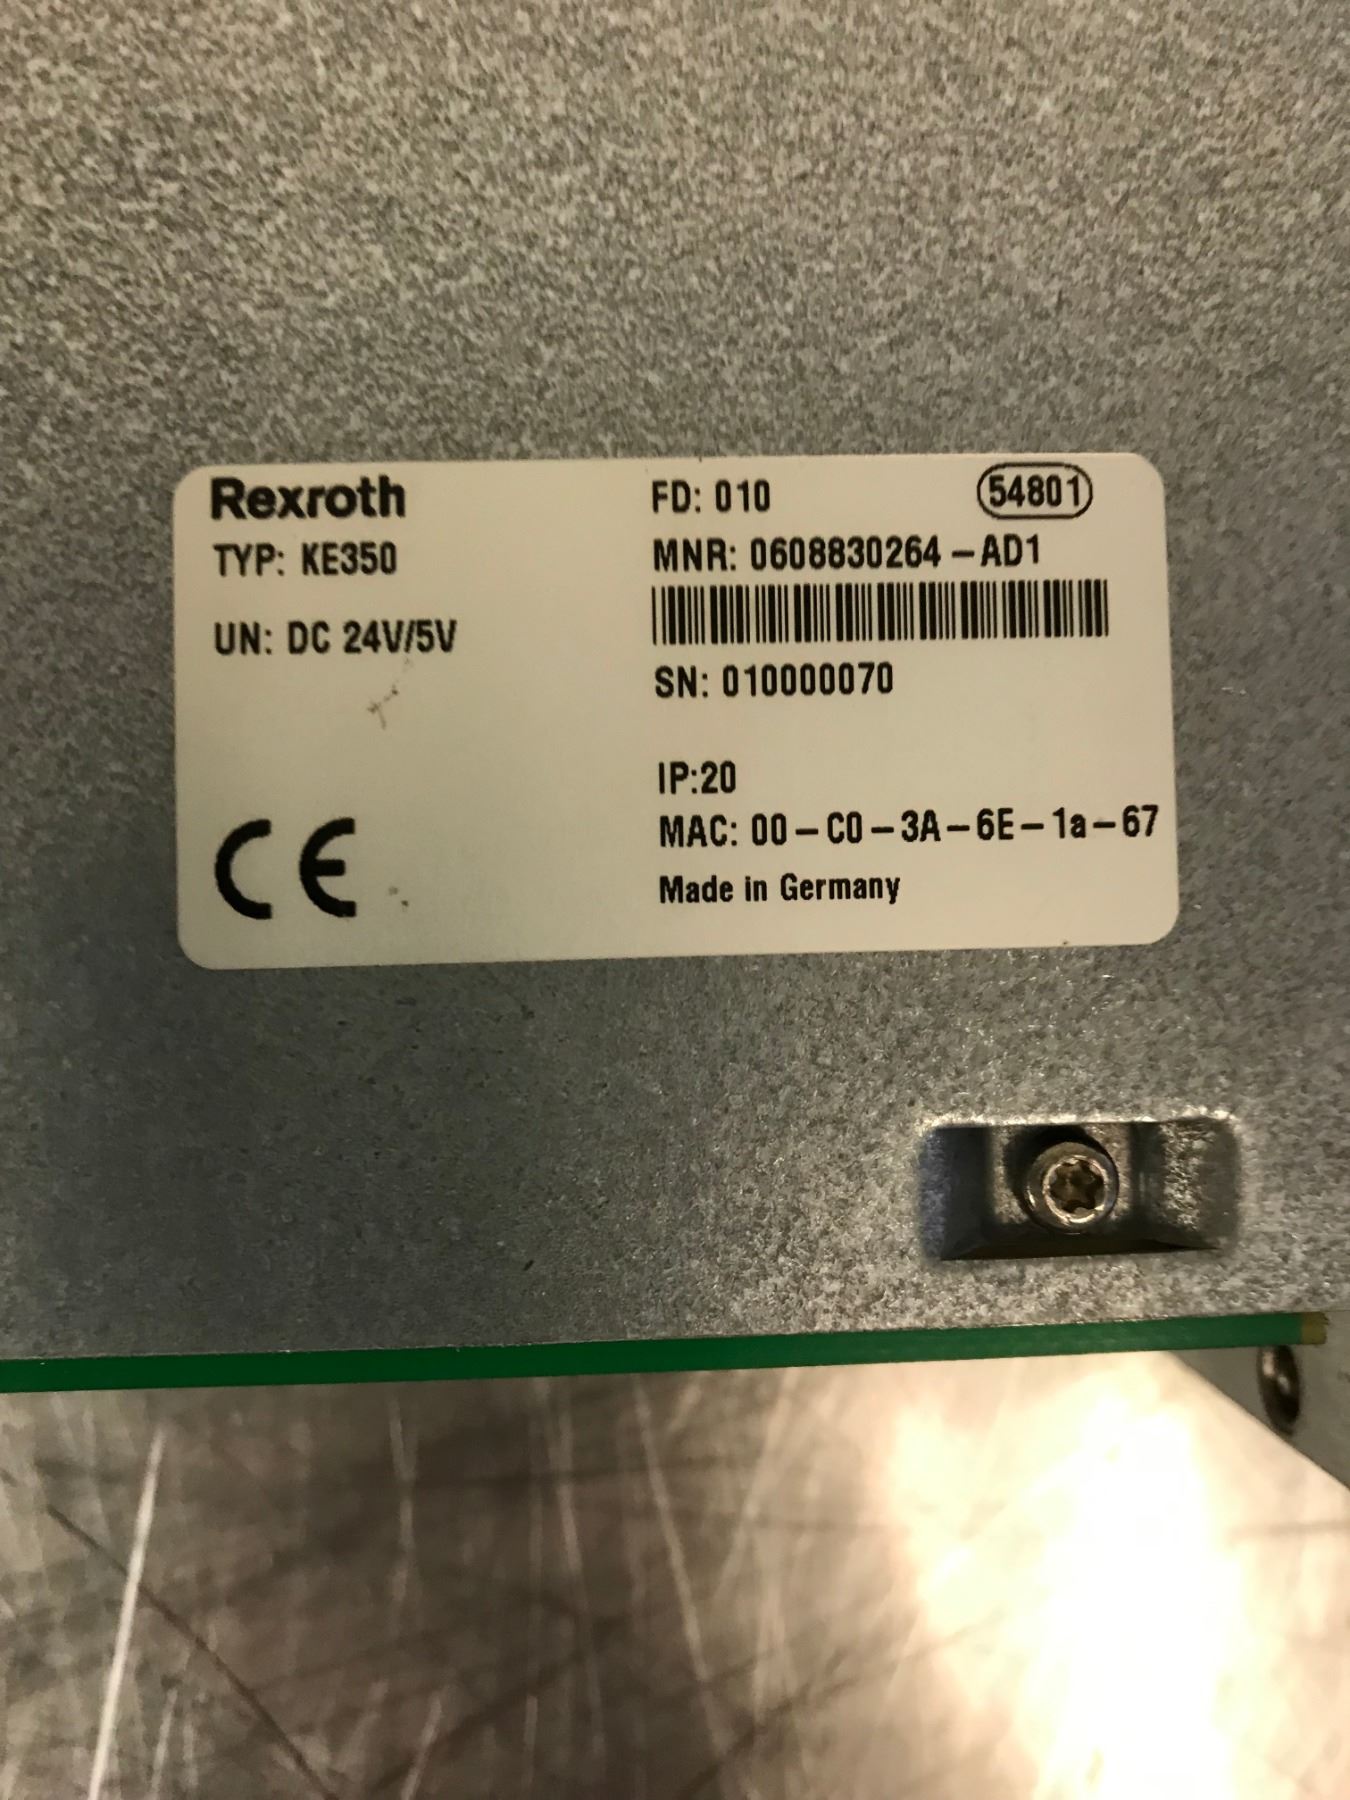 Rexroth
TYP: KE350
UN: DC 24V/5V
CE
FD: 010
54801
MNR: 0608830264-AD1
SN: 010000070
IP:20
MAC: 00-C0-3A-6E-1a-67
Made in Germany